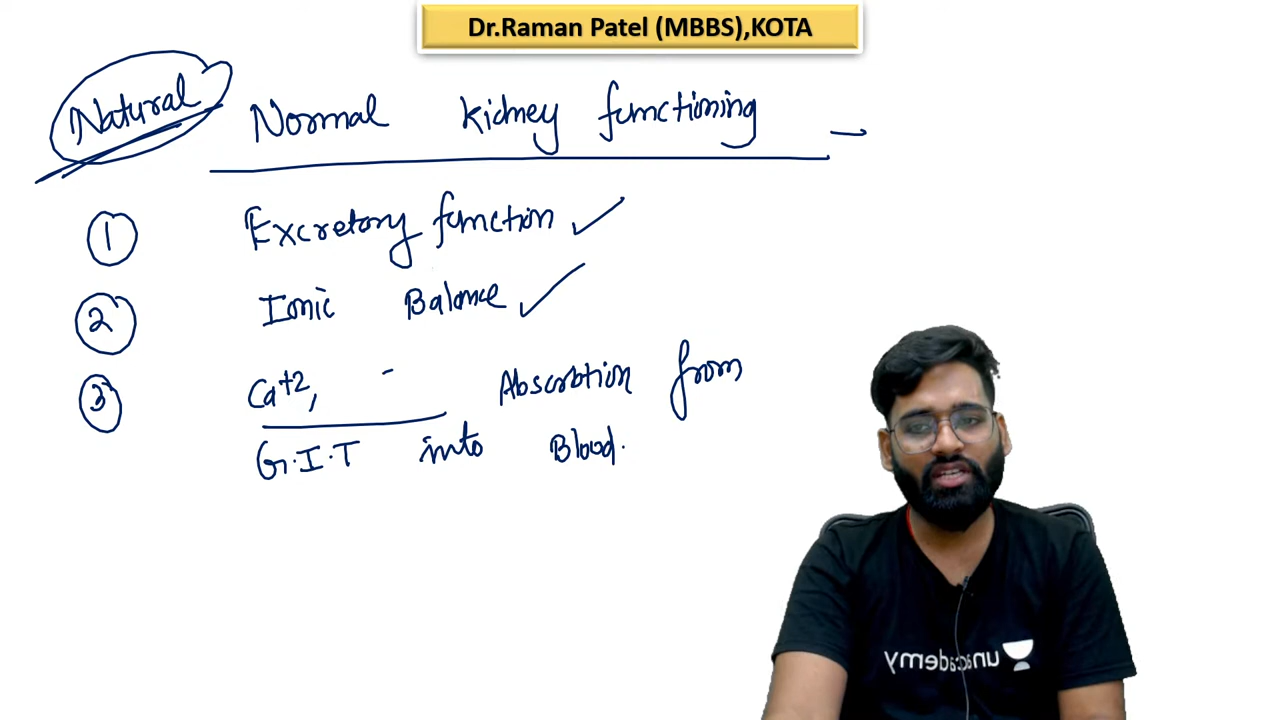 Dr.Raman Patel (MBBS),KOTA
Natural Normal Kidney functioning
1 Excretory function ✓
2 Ionic Balance ✓
3 Ca+2, - Absorbtion from
G.I.T into Blood.
unacademy